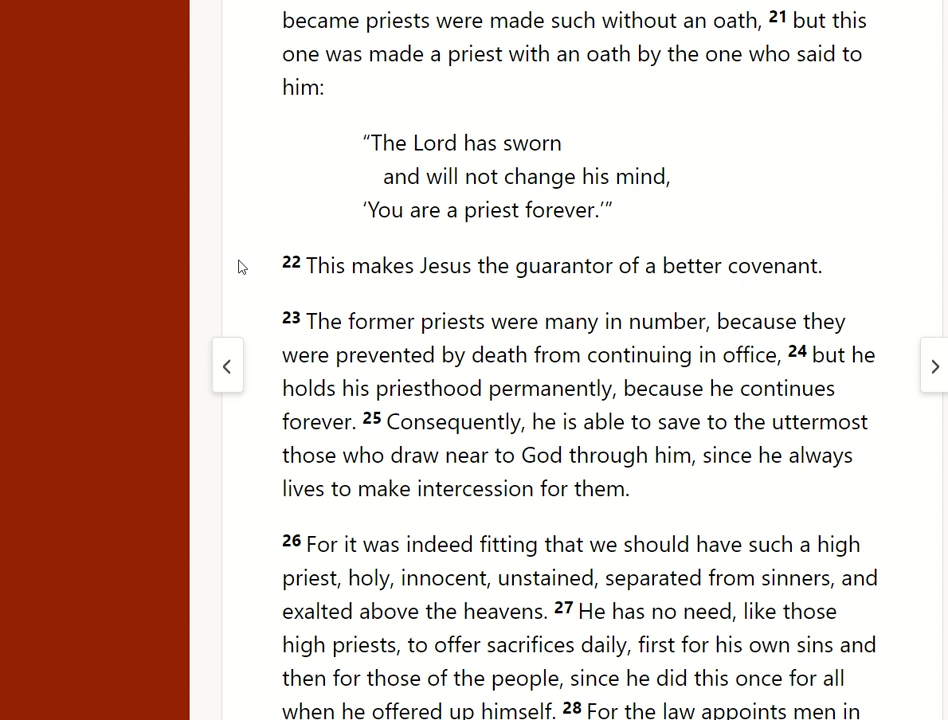 became priests were made such without an oath, 21 but this
one was made a priest with an oath by the one who said to
him:
“The Lord has sworn
and will not change his mind,
‘You are a priest forever.’”
22 This makes Jesus the guarantor of a better covenant.
23 The former priests were many in number, because they
were prevented by death from continuing in office, 24 but he
holds his priesthood permanently, because he continues
forever. 25 Consequently, he is able to save to the uttermost
those who draw near to God through him, since he always
lives to make intercession for them.
26 For it was indeed fitting that we should have such a high
priest, holy, innocent, unstained, separated from sinners, and
exalted above the heavens. 27 He has no need, like those
high priests, to offer sacrifices daily, first for his own sins and
then for those of the people, since he did this once for all
when he offered up himself. 28 For the law appoints men in